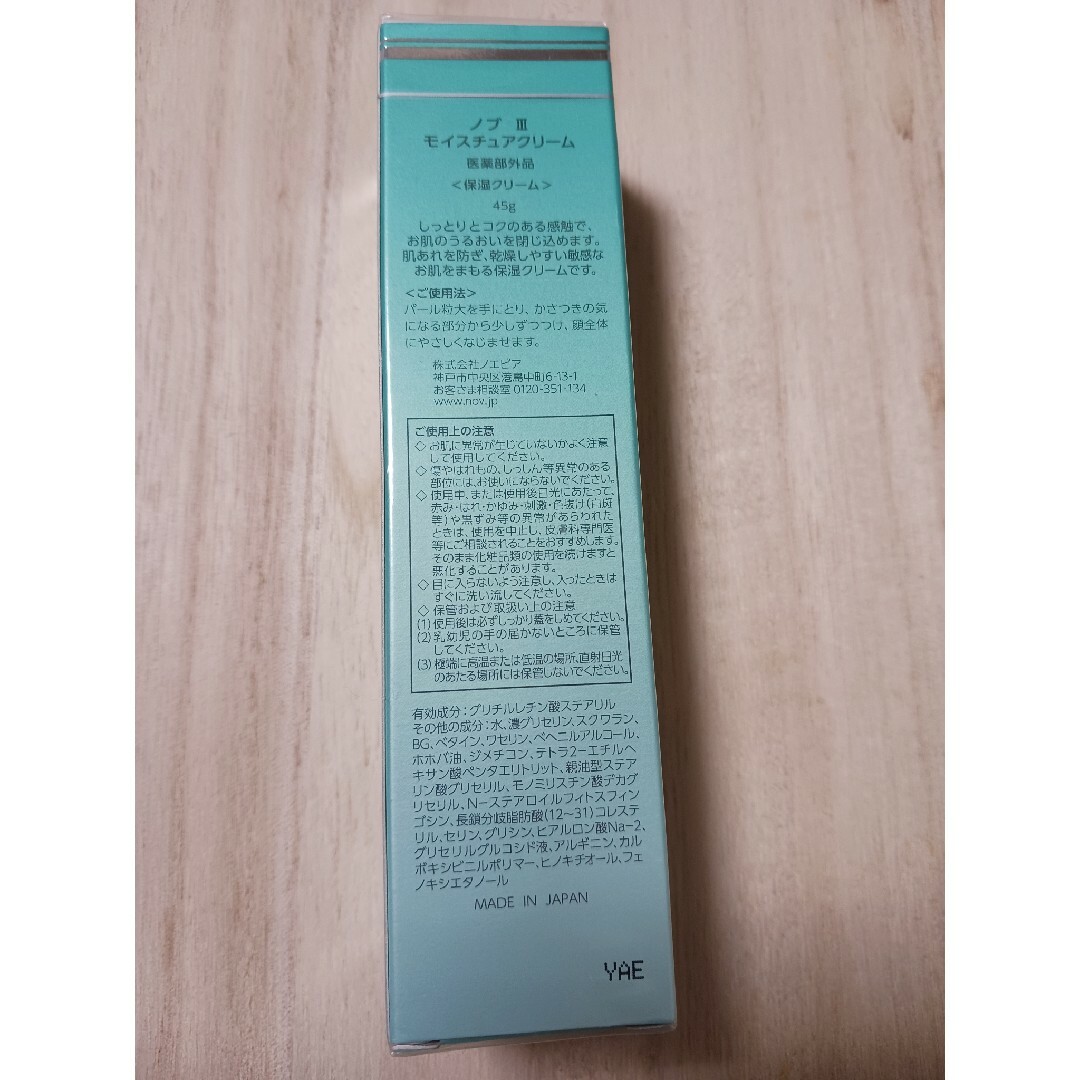 ノブ Ⅲ
モイスチュアクリーム
医薬部外品
＜保湿クリーム＞
45g
しっとりとコクのある感触で、
お肌のうるおいを閉じ込めます。
肌あれを防ぎ、乾燥しやすい敏感な
お肌をまもる保湿クリームです。
＜ご使用法＞
パール粒大を手にとり、かさつきの気
になる部分から少しずつつけ、顔全体
にやさしくなじませます。
株式会社ノエビア
神戸市中央区港島中町6-13-1
お客さま相談室 0120-351-134
www.nov.jp
ご使用上の注意
◇ お肌に異常が生じていないかよく注意
して使用してください。
◇ 傷やはれもの、しっしん等異常のある
部位には、お使いにならないでください。
◇ 使用中、または使用後日光にあたって、
赤み・はれ・かゆみ・刺激・色抜け(白斑
等)や黒ずみ等の異常があらわれた
ときは、使用を中止し、皮膚科専門医
等にご相談されることをおすすめします。
そのまま化粧品類の使用を続けますと
悪化することがあります。
◇ 目に入らないよう注意し、入ったときは
すぐに洗い流してください。
◇ 保管および取扱い上の注意
(1) 使用後は必ずしっかり蓋をしめてください。
(2) 乳幼児の手の届かないところに保管
してください。
(3) 極端に高温または低温の場所、直射日光
のあたる場所には保管しないでください。
有効成分：グリチルレチン酸ステアリル
その他の成分：水、濃グリセリン、スクワラン、
BG、ベタイン、ワセリン、ベヘニルアルコール、
ホホバ油、ジメチコン、テトラ2-エチルヘ
キサン酸ペンタエリトリット、親油型ステア
リン酸グリセリル、モノミリスチン酸デカグ
リセリル、N-ステアロイルフィトスフィン
ゴシン、長鎖分岐脂肪酸(12～31)コレステ
リル、セリン、グリシン、ヒアルロン酸Na-2、
グリセリルグルコシド液、アルギニン、カル
ボキシビニルポリマー、ヒノキチオール、フェ
ノキシエタノール
MADE IN JAPAN
YAE